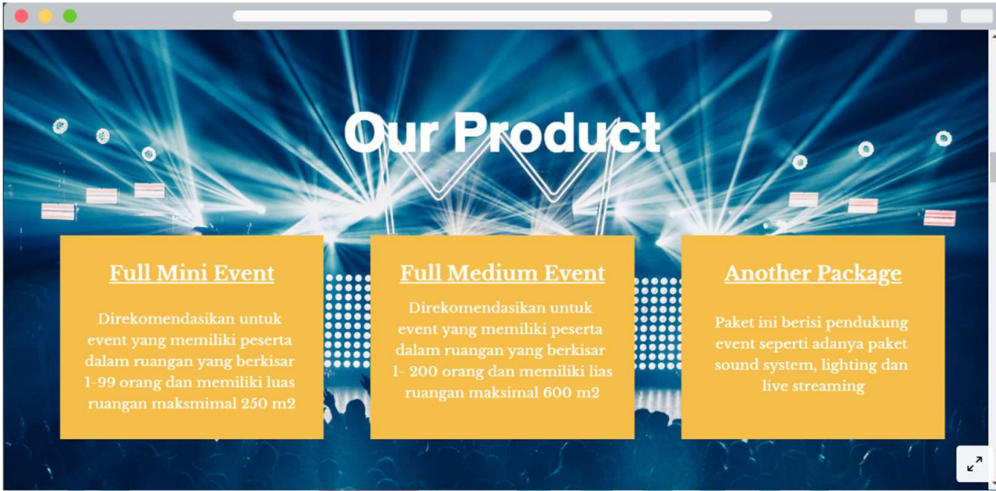 Our Product
Full Mini Event
Direkomendasikan untuk
event yang memiliki peserta
dalam ruangan yang berkisar
1-99 orang dan memiliki luas
ruangan maksmimal 250 m2
Full Medium Event
Direkomendasikan untuk
event yang memiliki peserta
dalam ruangan yang berkisar
1- 200 orang dan memiliki lias
ruangan maksimal 600 m2
Another Package
Paket ini berisi pendukung
event seperti adanya paket
sound system, lighting dan
live streaming